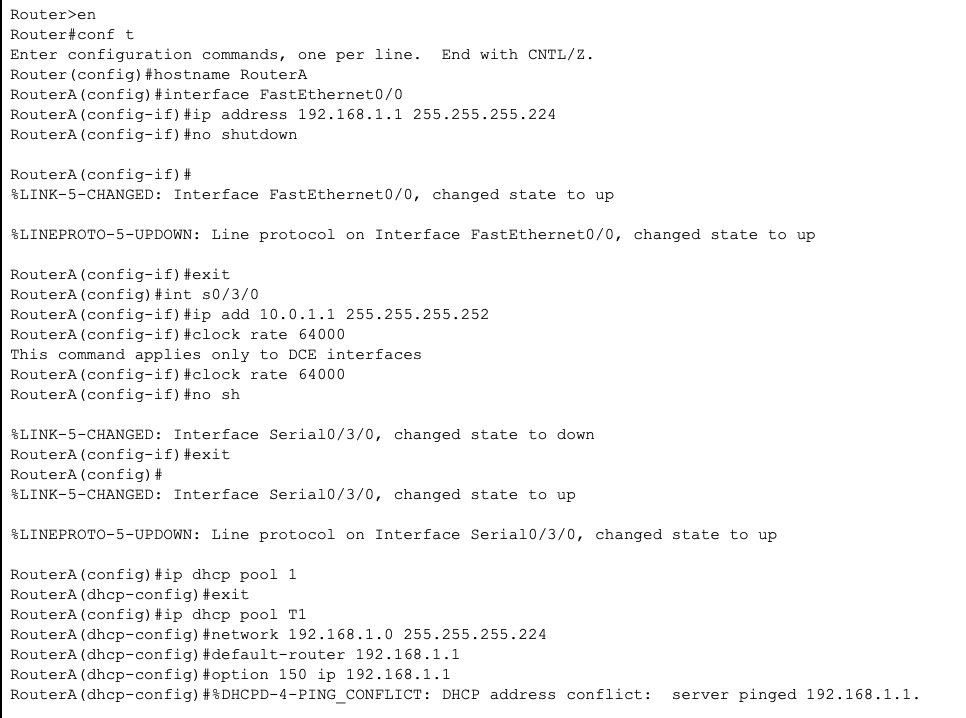 Router>en
Router#conf t
Enter configuration commands, one per line.  End with CNTL/Z.
Router(config)#hostname RouterA
RouterA(config)#interface FastEthernet0/0
RouterA(config-if)#ip address 192.168.1.1 255.255.255.224
RouterA(config-if)#no shutdown
RouterA(config-if)#
%LINK-5-CHANGED: Interface FastEthernet0/0, changed state to up
%LINEPROTO-5-UPDOWN: Line protocol on Interface FastEthernet0/0, changed state to up
RouterA(config-if)#exit
RouterA(config)#int s0/3/0
RouterA(config-if)#ip add 10.0.1.1 255.255.255.252
RouterA(config-if)#clock rate 64000
This command applies only to DCE interfaces
RouterA(config-if)#clock rate 64000
RouterA(config-if)#no sh
%LINK-5-CHANGED: Interface Serial0/3/0, changed state to down
RouterA(config-if)#exit
RouterA(config)#
%LINK-5-CHANGED: Interface Serial0/3/0, changed state to up
%LINEPROTO-5-UPDOWN: Line protocol on Interface Serial0/3/0, changed state to up
RouterA(config)#ip dhcp pool 1
RouterA(dhcp-config)#exit
RouterA(config)#ip dhcp pool T1
RouterA(dhcp-config)#network 192.168.1.0 255.255.255.224
RouterA(dhcp-config)#default-router 192.168.1.1
RouterA(dhcp-config)#option 150 ip 192.168.1.1
RouterA(dhcp-config)#%DHCPD-4-PING_CONFLICT: DHCP address conflict:  server pinged 192.168.1.1.